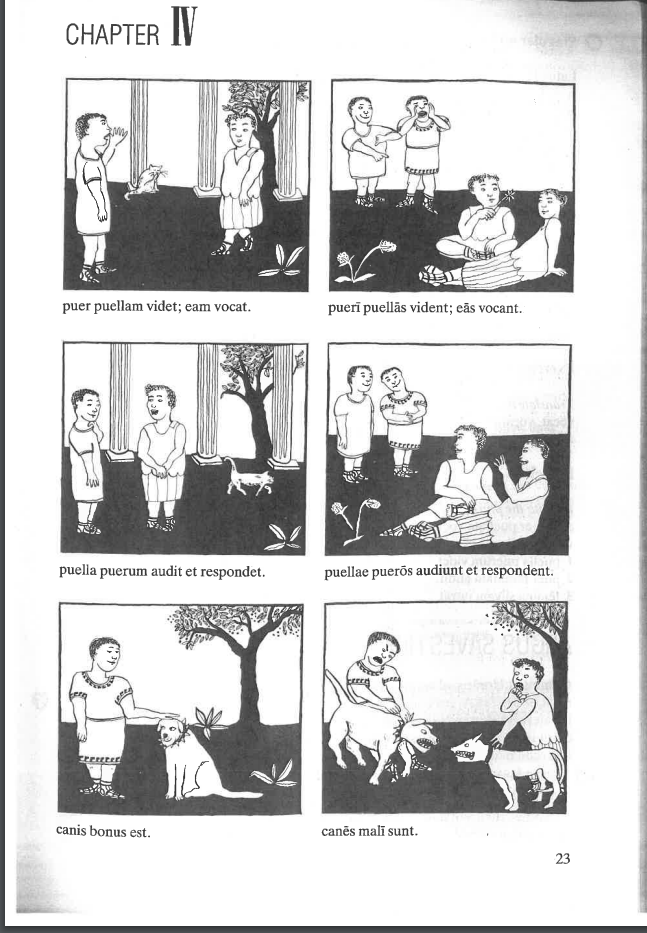 CHAPTER IV
puer puellam videt; eam vocat.
puerī puellās vident; eās vocant.
puella puerum audit et respondet.
puellae puerōs audiunt et respondent.
canis bonus est.
canēs malī sunt.
23